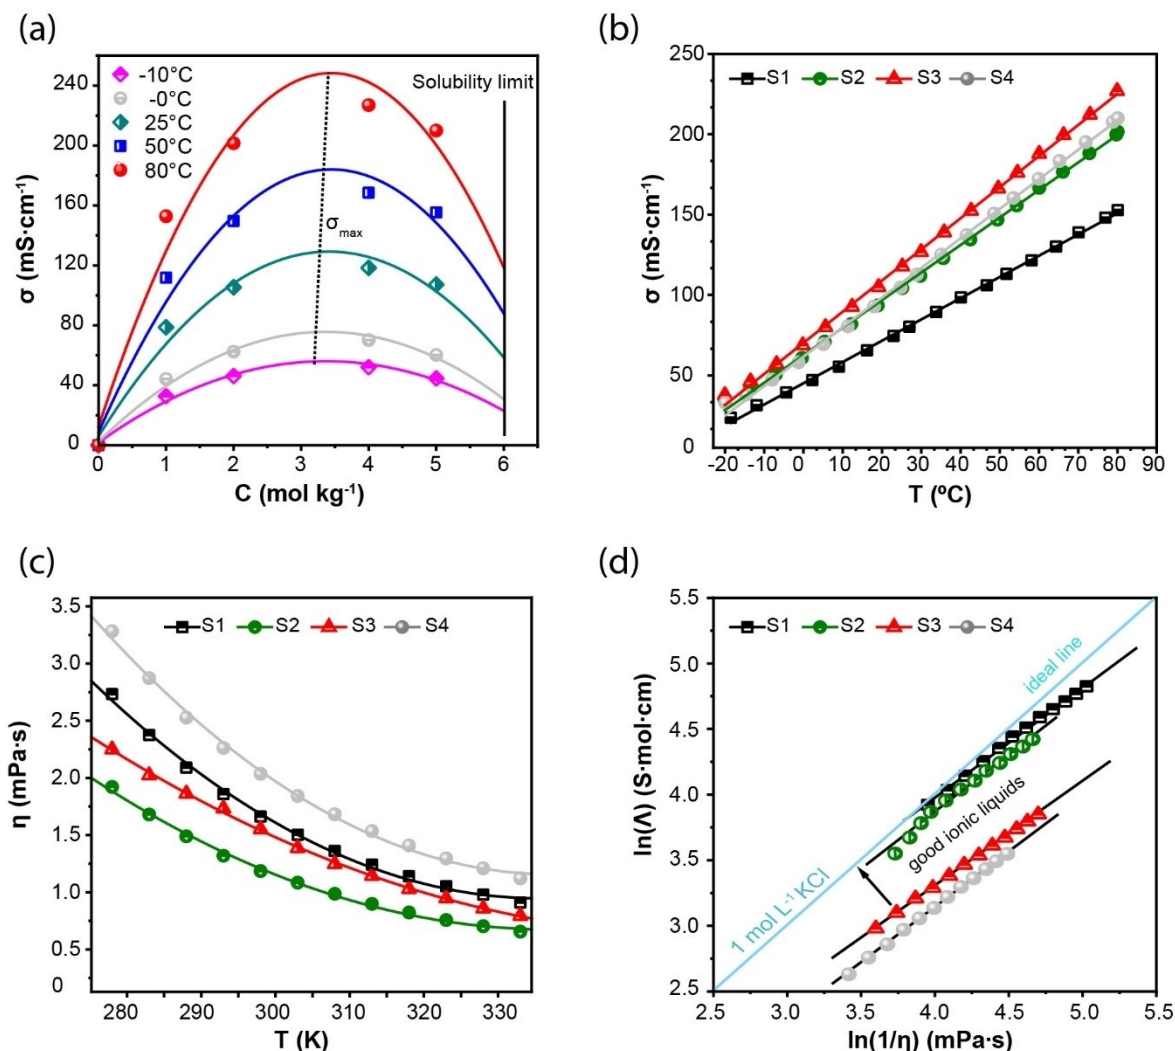 (a)
240
200
160
120
80
40
0
σ (mS·cm⁻¹)
-10°C
-0°C
25°C
50°C
80°C
Solubility limit
σmax
0 1 2 3 4 5 6
C (mol kg⁻¹)
(b)
250
200
150
100
50
0
σ (mS·cm⁻¹)
S1 S2 S3 S4
-20 -10 0 10 20 30 40 50 60 70 80 90
T (ºC)
(c)
3.5
3.0
2.5
2.0
1.5
1.0
0.5
0
η (mPa·s)
S1 S2 S3 S4
280 290 300 310 320 330
T (K)
(d)
5.5
5.0
4.5
4.0
3.5
3.0
2.5
ln(Λ) (S·mol·cm)
S1 S2 S3 S4
ideal line
good ionic liquids
1 mol L⁻¹ KCl
2.5 3.5 4.0 4.5 5.0 5.5
ln(1/η) (mPa·s)